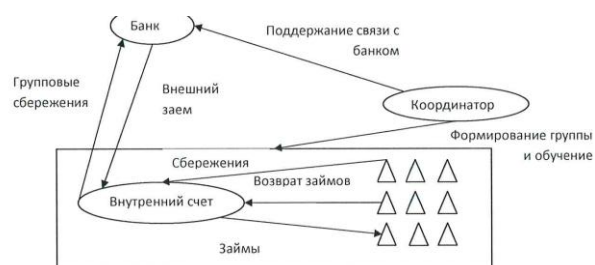 Банк
Поддержание связи с
банком
Групповые
сбережения
Внешний
заем
Координатор
Формирование группы
и обучение
Сбережения
Возврат займов
Внутренний счет
Займы